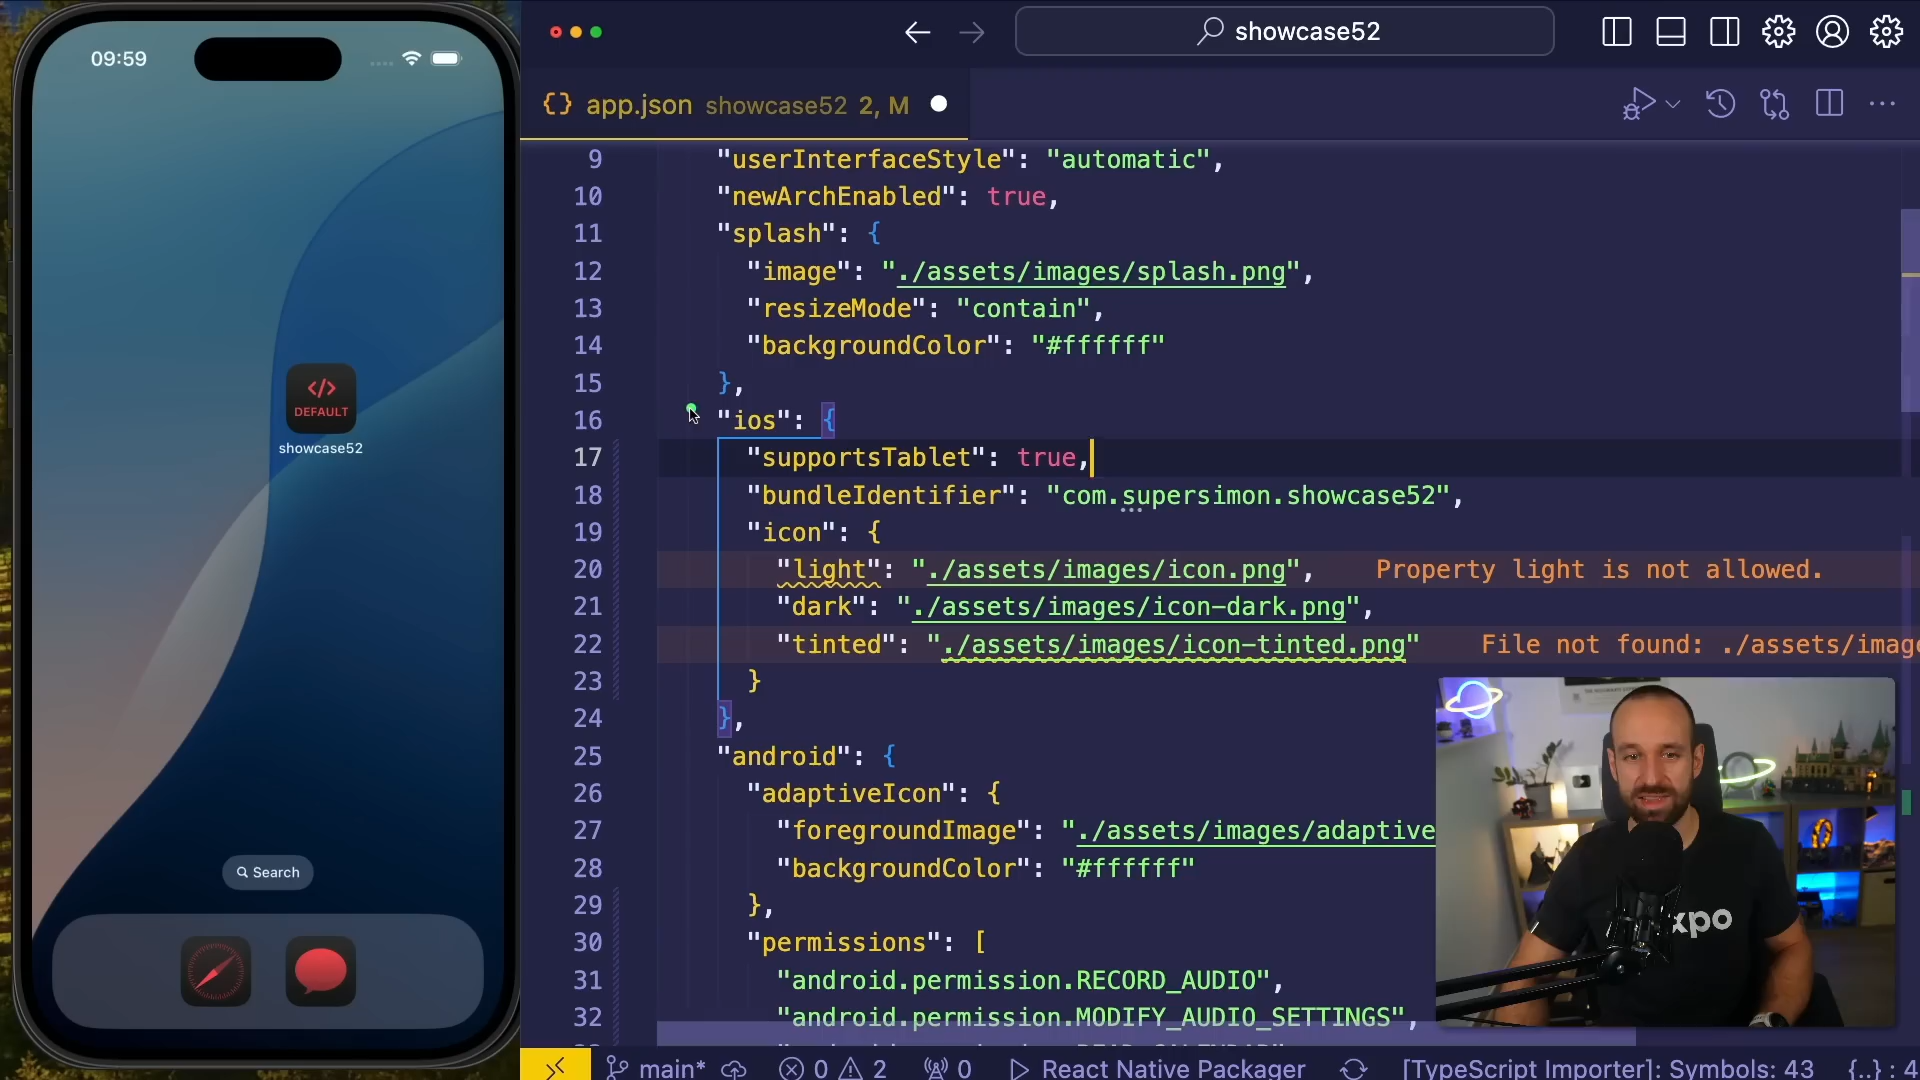 09:59
DEFAULT
showcase52
Search
showcase52
{} app.json showcase52 2, M
9 "userInterfaceStyle": "automatic",
10 "newArchEnabled": true,
11 "splash": {
12 "image": "./assets/images/splash.png",
13 "resizeMode": "contain",
14 "backgroundColor": "#ffffff"
15 },
16 "ios": {
17 "supportsTablet": true,
18 "bundleIdentifier": "com.supersimon.showcase52",
19 "icon": {
20 "light": "./assets/images/icon.png", Property light is not allowed.
21 "dark": "./assets/images/icon-dark.png",
22 "tinted": "./assets/images/icon-tinted.png" File not found: ./assets/imag
23 }
24 },
25 "android": {
26 "adaptiveIcon": {
27 "foregroundImage": "./assets/images/adaptive
28 "backgroundColor": "#ffffff"
29 },
30 "permissions": [
31 "android.permission.RECORD_AUDIO",
32 "android.permission.MODIFY_AUDIO_SETTINGS",
xpo
main* 0 2 0 React Native Packager [TypeScript Importer]: Symbols: 43 {..} : 4